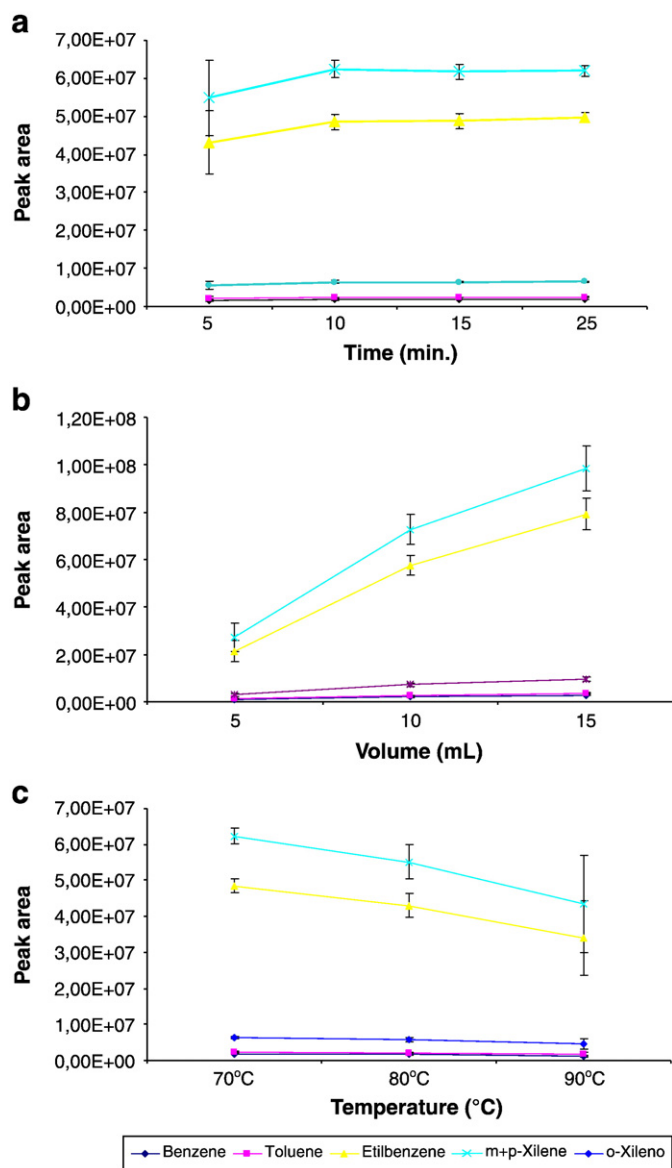 a
Peak area
7,00E+07
6,00E+07
5,00E+07
4,00E+07
3,00E+07
2,00E+07
1,00E+07
0,00E+00
5 10 15 25
Time (min.)
b
Peak area
1,20E+08
1,00E+08
8,00E+07
6,00E+07
4,00E+07
2,00E+07
0,00E+00
5 10 15
Volume (mL)
c
Peak area
7,00E+07
6,00E+07
5,00E+07
4,00E+07
3,00E+07
2,00E+07
1,00E+07
0,00E+00
70°C 80°C 90°C
Temperature (°C)
Benzene Toluene Etilbenzene m+p-Xilene o-Xileno